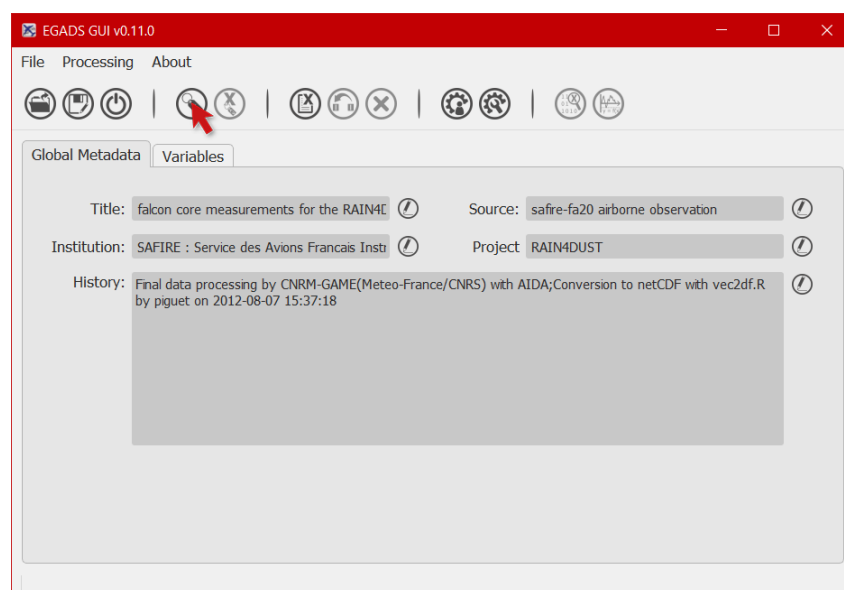 EGADS GUI v0.11.0
File Processing About
Global Metadata Variables
Title: falcon core measurements for the RAIN4D Source: safire-fa20 airborne observation
Institution: SAFIRE : Service des Avions Francais Instr Project RAIN4DUST
History: Final data processing by CNRM-GAME(Meteo-France/CNRS) with AIDA;Conversion to netCDF with vec2df.R
by piguet on 2012-08-07 15:37:18